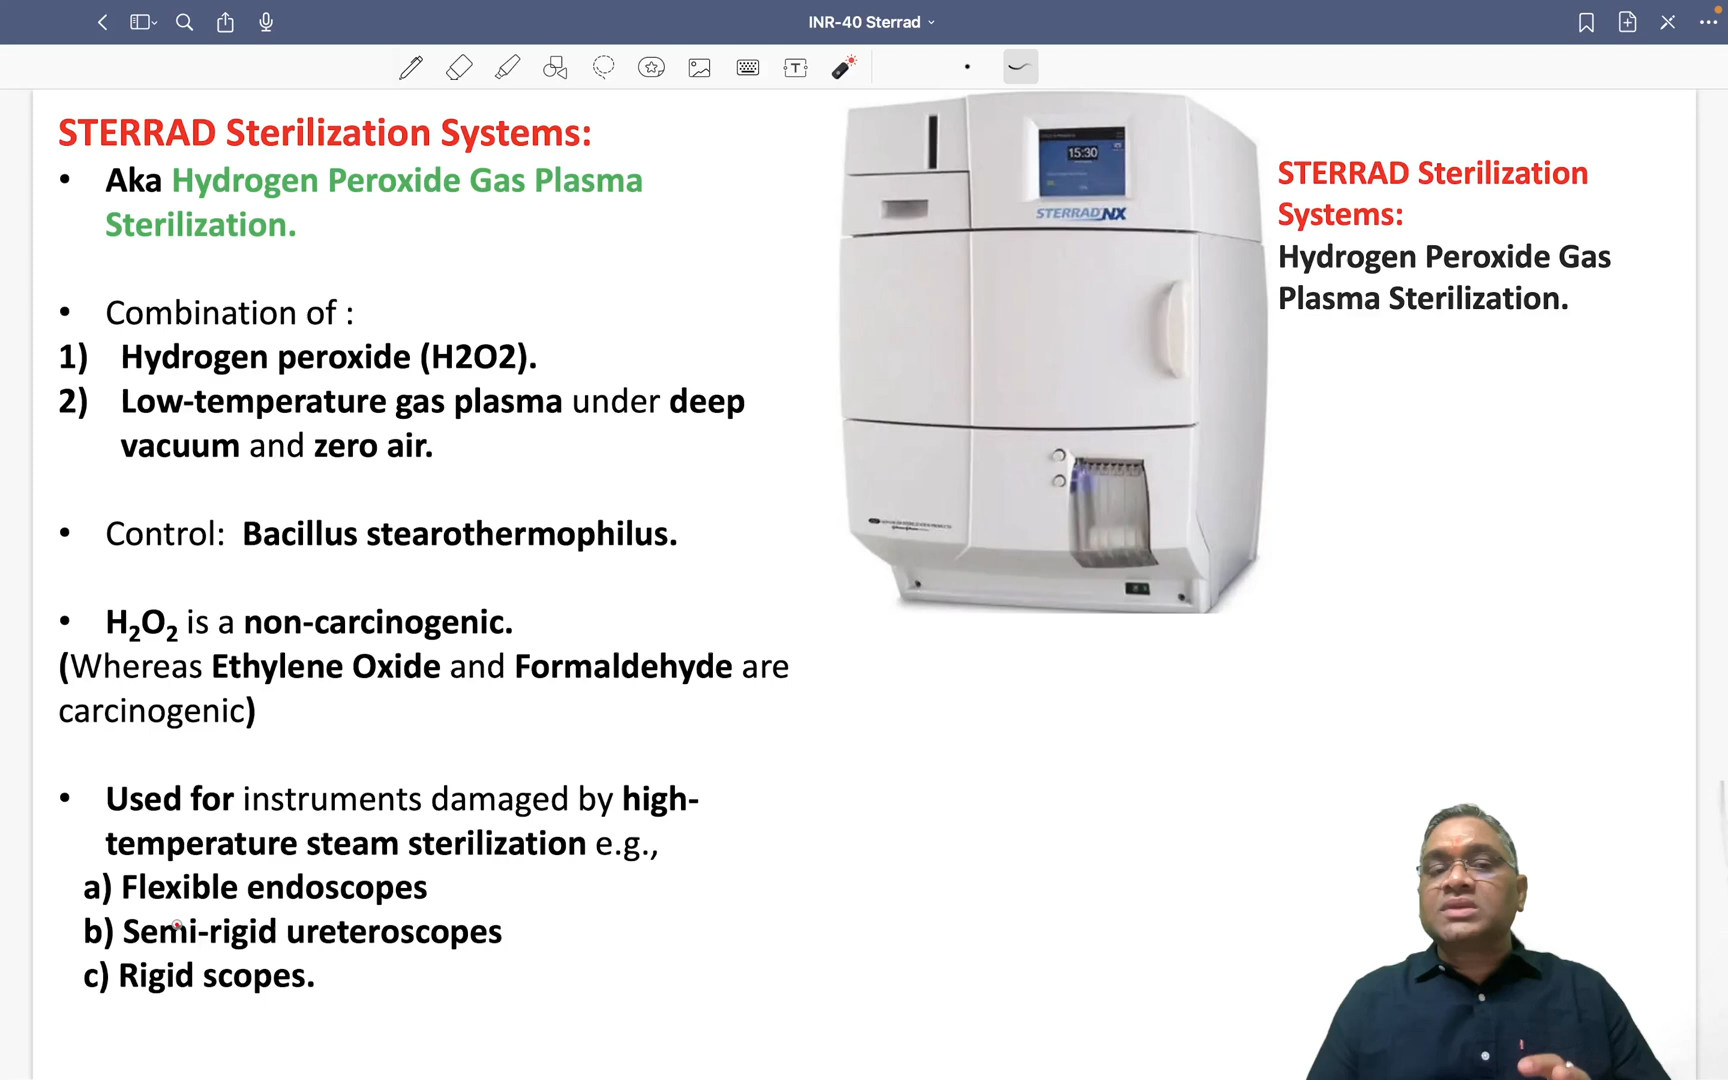 INR-40 Sterrad
STERRAD Sterilization Systems:
• Aka Hydrogen Peroxide Gas Plasma
Sterilization.
• Combination of :
1) Hydrogen peroxide (H2O2).
2) Low-temperature gas plasma under deep
vacuum and zero air.
• Control: Bacillus stearothermophilus.
• H₂O₂ is a non-carcinogenic.
(Whereas Ethylene Oxide and Formaldehyde are
carcinogenic)
• Used for instruments damaged by high-
temperature steam sterilization e.g.,
a) Flexible endoscopes
b) Semi-rigid ureteroscopes
c) Rigid scopes.
15:30
STERRAD NX
STERRAD Sterilization
Systems:
Hydrogen Peroxide Gas
Plasma Sterilization.